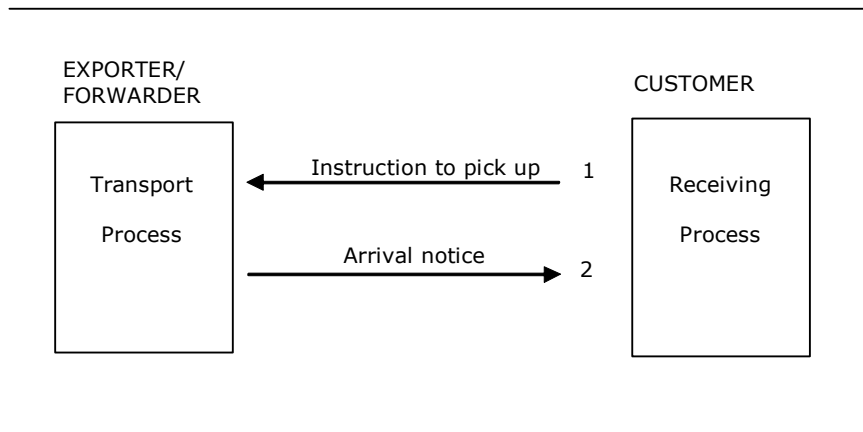 EXPORTER/
FORWARDER
CUSTOMER
Transport
Process
Instruction to pick up 1
Arrival notice 2
Receiving
Process